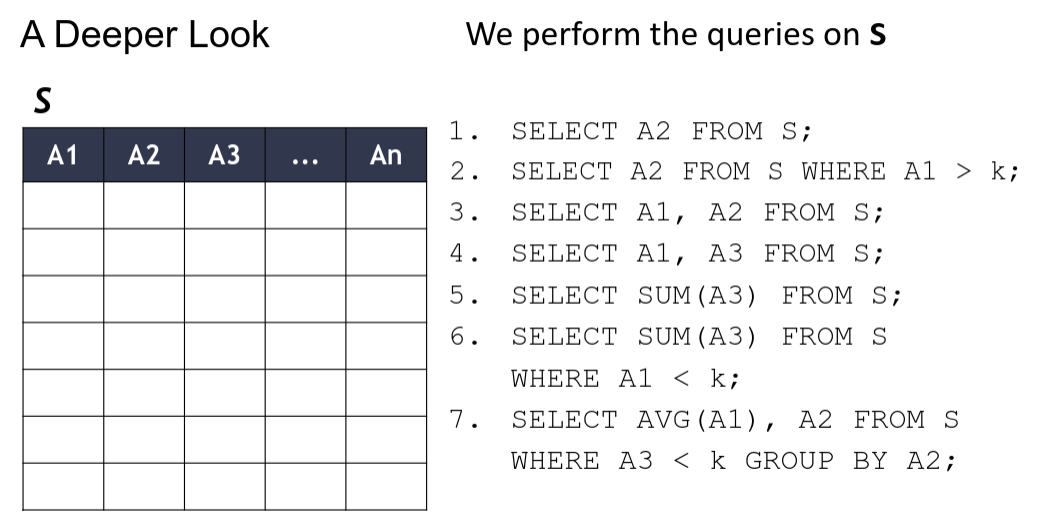 A Deeper Look
We perform the queries on S
S
A1 A2 A3 ... An
1. SELECT A2 FROM S;
2. SELECT A2 FROM S WHERE A1 > k;
3. SELECT A1, A2 FROM S;
4. SELECT A1, A3 FROM S;
5. SELECT SUM(A3) FROM S;
6. SELECT SUM(A3) FROM S
WHERE A1 < k;
7. SELECT AVG(A1), A2 FROM S
WHERE A3 < k GROUP BY A2;